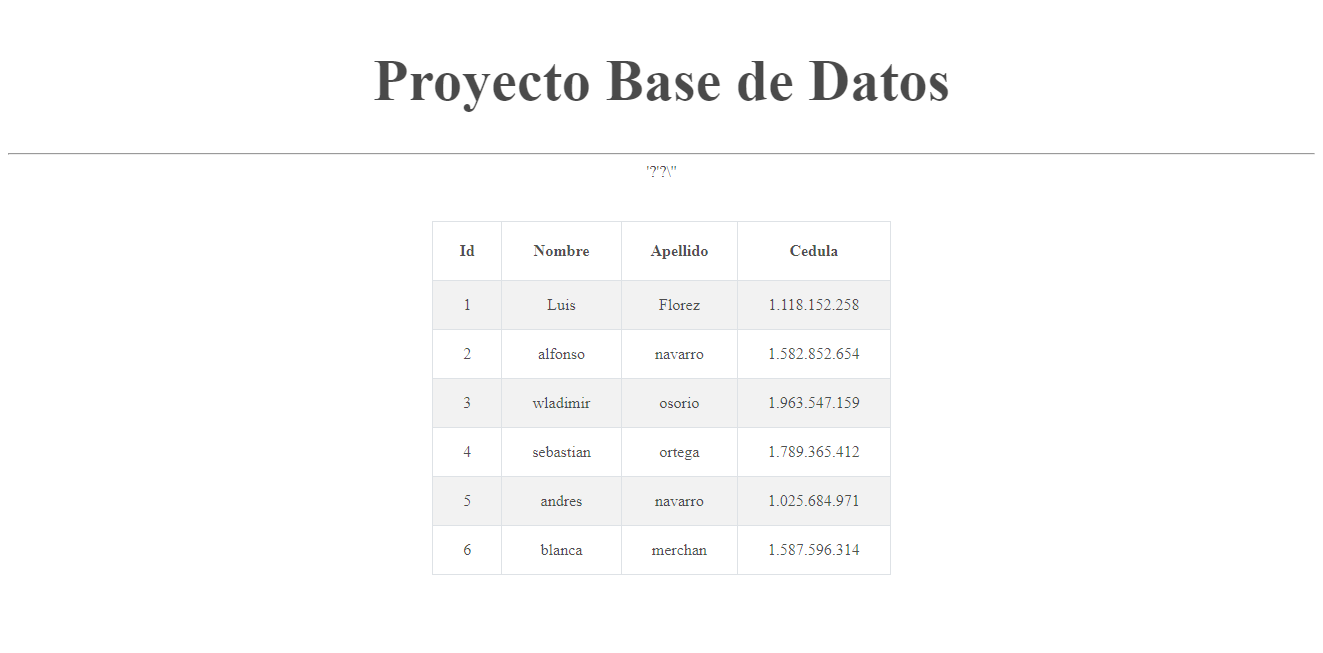 Proyecto Base de Datos
'?'?\"
Id Nombre Apellido Cedula
1 Luis Florez 1.118.152.258
2 alfonso navarro 1.582.852.654
3 wladimir osorio 1.963.547.159
4 sebastian ortega 1.789.365.412
5 andres navarro 1.025.684.971
6 blanca merchan 1.587.596.314